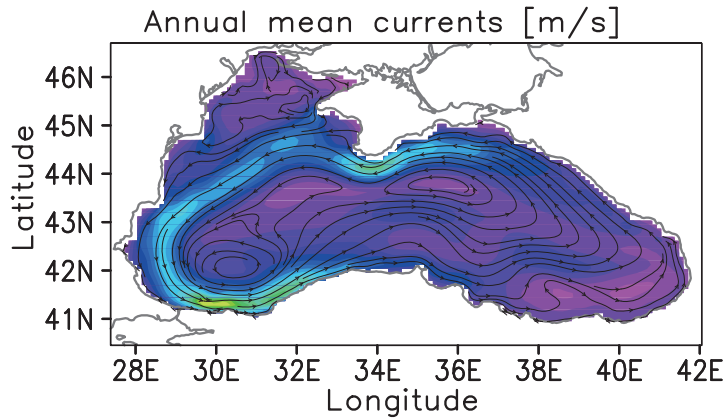 Annual mean currents [m/s]
46N
45N
44N
43N
42N
41N
Latitude
28E 30E 32E 34E 36E 38E 40E 42E
Longitude